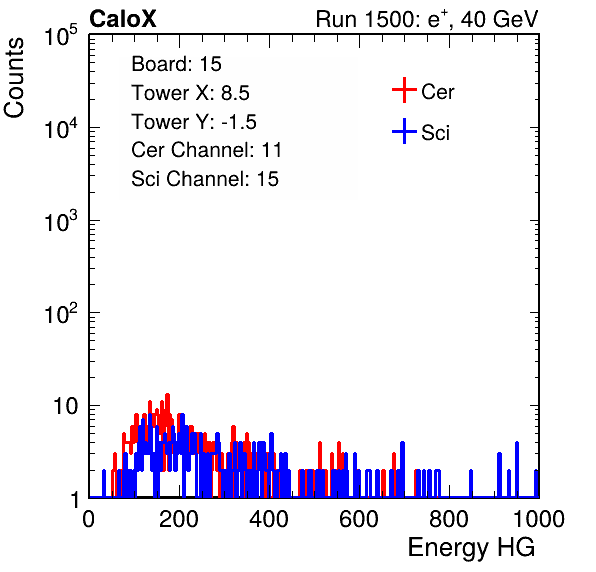 CaloX Run 1500: e⁺, 40 GeV
Counts
10⁵
10⁴
10³
10²
10
1
Board: 15
Tower X: 8.5
Tower Y: -1.5
Cer Channel: 11
Sci Channel: 15
Cer
Sci
0 200 400 600 800 1000
Energy HG